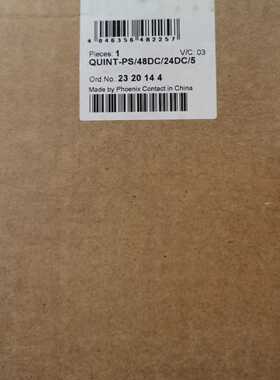 4 046356 482257
Pieces: 1 V/C: 03
QUINT-PS/48DC/24DC/5
Ord.No. 23 20 14 4
Made by Phoenix Contact in China